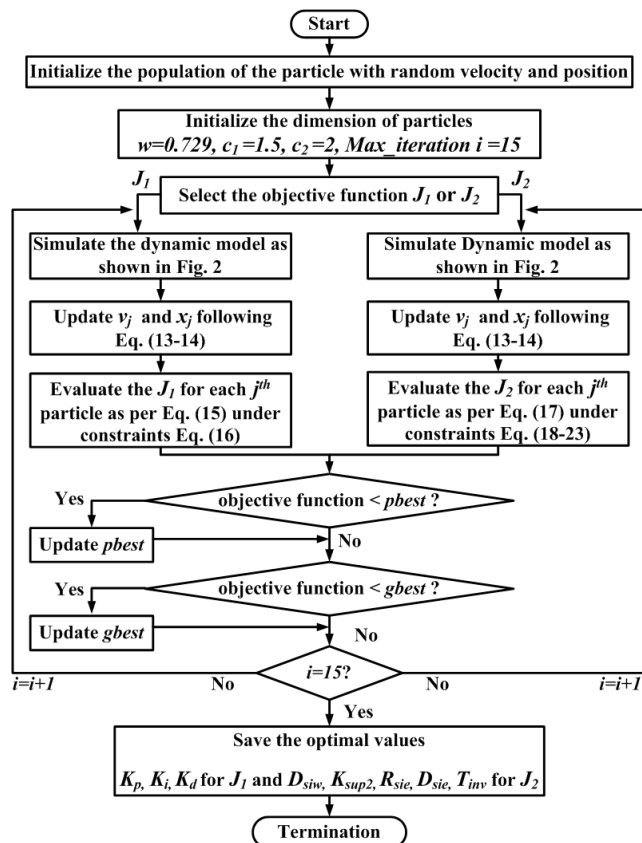 Start
Initialize the population of the particle with random velocity and position
Initialize the dimension of particles
w=0.729, c1=1.5, c2=2, Max_iteration i =15
J1
Select the objective function J1 or J2
J2
Simulate the dynamic model as
shown in Fig. 2
Update vj and xj following
Eq. (13-14)
Evaluate the J1 for each jth
particle as per Eq. (15) under
constraints Eq. (16)
Simulate Dynamic model as
shown in Fig. 2
Update vj and xj following
Eq. (13-14)
Evaluate the J2 for each jth
particle as per Eq. (17) under
constraints Eq. (18-23)
Yes
objective function < pbest ?
Update pbest
No
Yes
objective function < gbest ?
Update gbest
No
i=i+1
No
i=15?
No
i=i+1
Yes
Save the optimal values
Kp, Ki, Kd for J1 and Dsiw, Ksup2, Rsie, Dsie, Tinv for J2
Termination